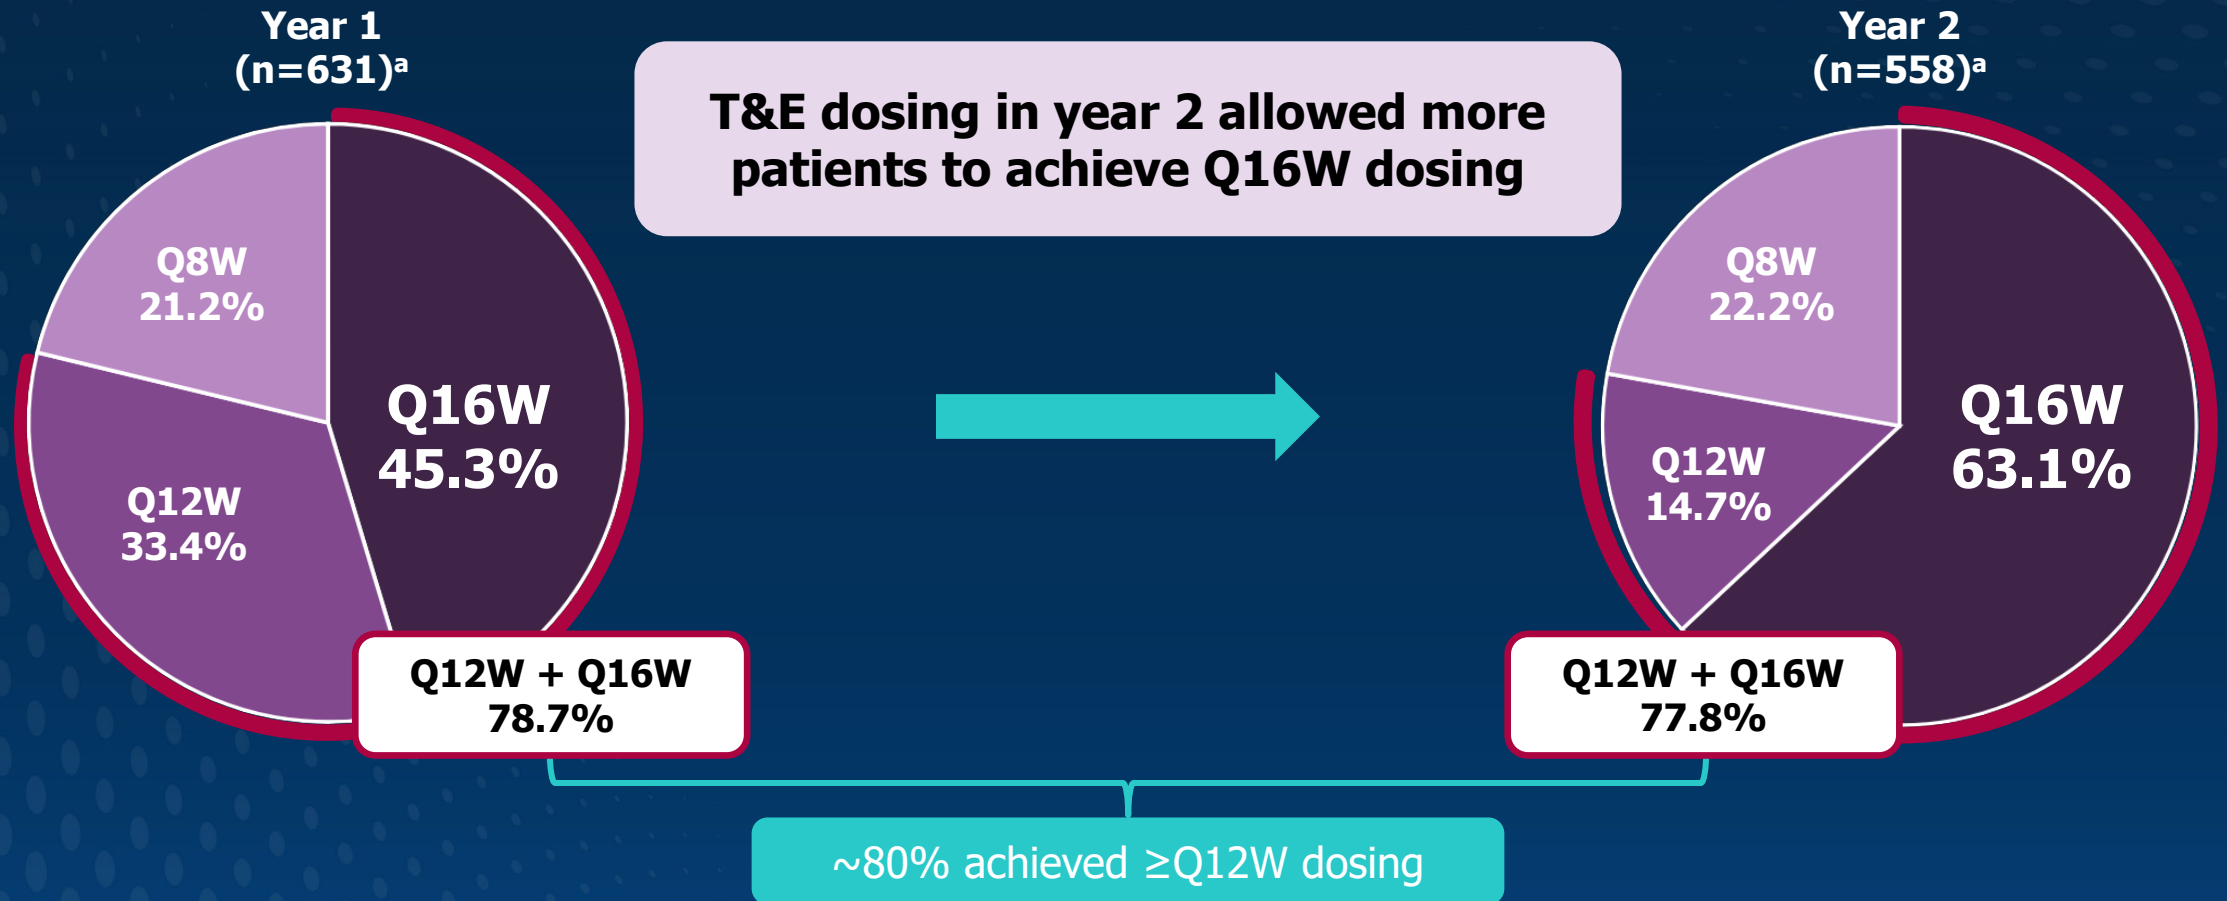 Year 1
(n=631)ᵃ
Q8W
21.2%
Q16W
45.3%
Q12W
33.4%
Q12W + Q16W
78.7%
T&E dosing in year 2 allowed more
patients to achieve Q16W dosing
Year 2
(n=558)ᵃ
Q8W
22.2%
Q16W
63.1%
Q12W
14.7%
Q12W + Q16W
77.8%
~80% achieved ≥Q12W dosing